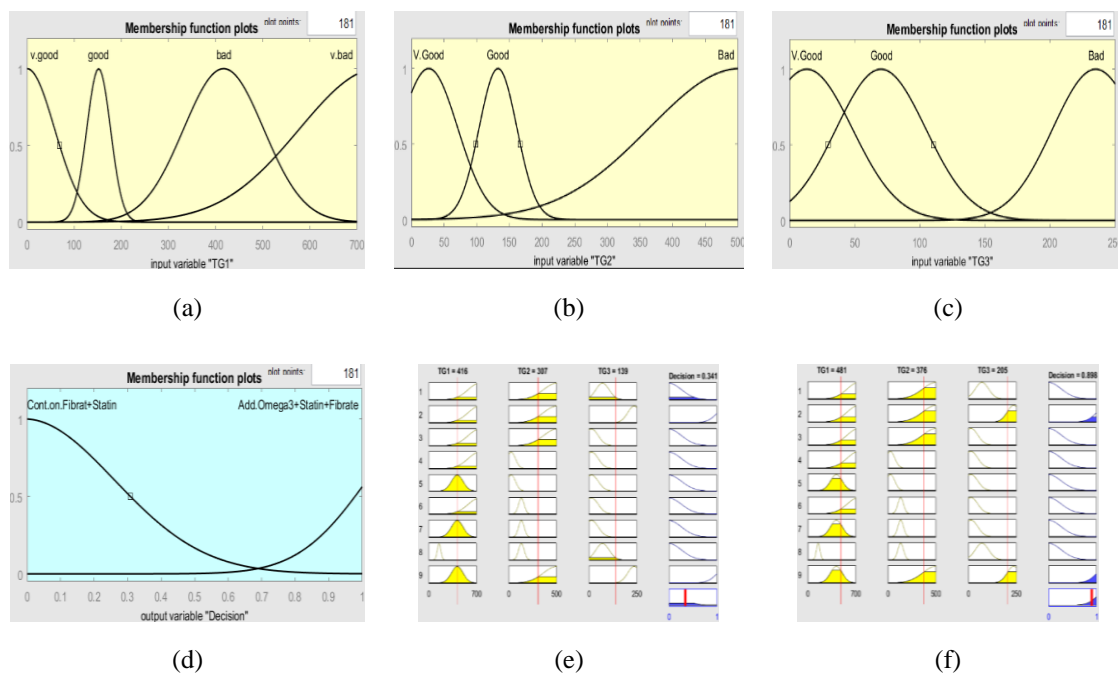 Membership function plots
plot points: 181
v.good good bad v.bad
1
0.5
0
0 100 200 300 400 500 600 700
input variable "TG1"
(a)
Membership function plots
plot points: 181
V.Good Good Bad
1
0.5
0
0 50 100 150 200 250 300 350 400 450 500
input variable "TG2"
(b)
Membership function plots
plot points: 181
V.Good Good Bad
1
0.5
0
0 50 100 150 200 25
input variable "TG3"
(c)
Membership function plots
plot points: 181
Cont.on.Fibrat+Statin Add.Omega3+Statin+Fibrate
1
0.5
0
0 0.1 0.2 0.3 0.4 0.5 0.6 0.7 0.8 0.9 1
output variable "Decision"
(d)
TG1 = 416 TG2 = 307 TG3 = 139 Decision = 0.341
1
2
3
4
5
6
7
8
9
0 700 0 500 0 250
0 1
(e)
TG1 = 481 TG2 = 376 TG3 = 205 Decision = 0.898
1
2
3
4
5
6
7
8
9
0 700 0 500 0 250
0 1
(f)